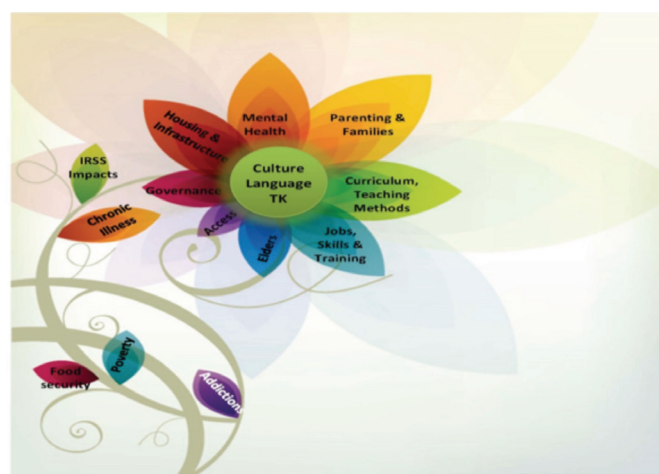 Housing &
Infrastructure
Mental
Health
Parenting &
Families
IRSS
Impacts
Governance
Culture
Language
TK
Curriculum,
Teaching
Methods
Chronic
Illness
Access
Elders
Jobs,
Skills &
Training
Food
security
Poverty
Addictions